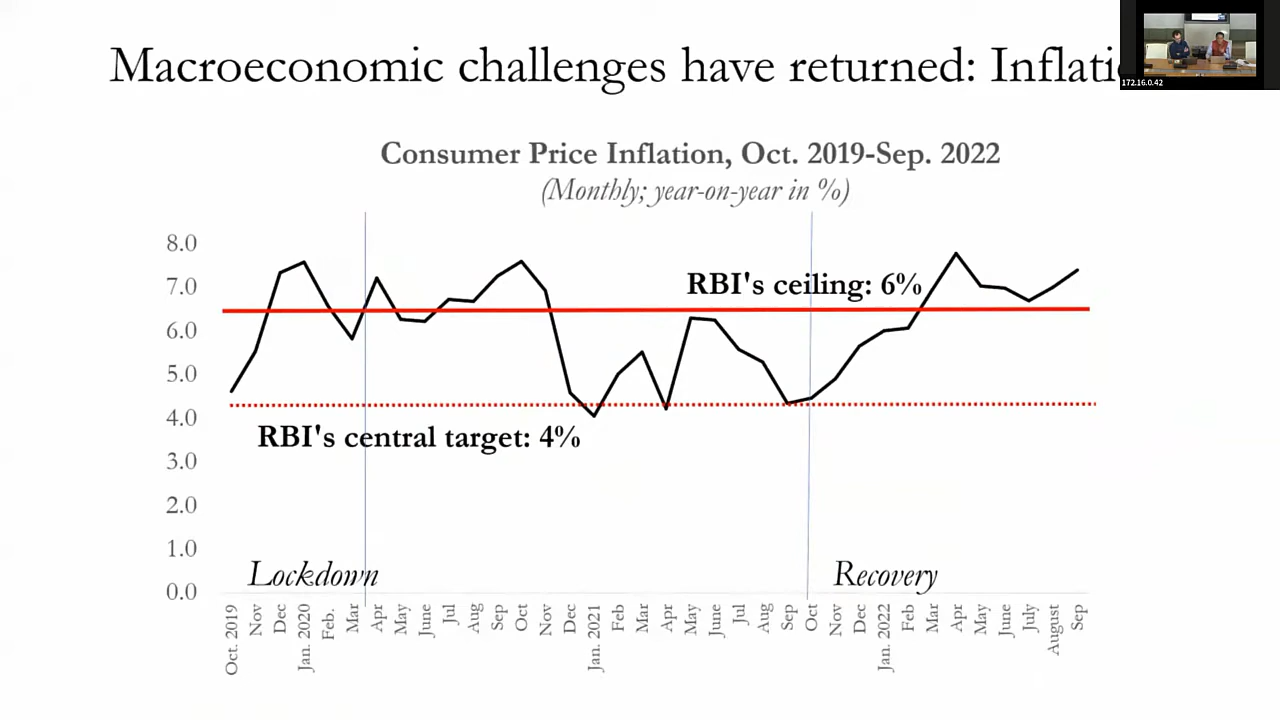 Macroeconomic challenges have returned: Inflati
172.16.0.42
Consumer Price Inflation, Oct. 2019-Sep. 2022
(Monthly; year-on-year in %)
8.0
7.0
6.0
5.0
4.0
3.0
2.0
1.0
0.0
RBI's ceiling: 6%
RBI's central target: 4%
Lockdown
Recovery
Oct. 2019
Nov
Dec
Jan. 2020
Feb.
Mar
Apr
May
June
Jul
Aug
Sep
Oct
Nov
Dec
Jan. 2021
Feb
Mar
Apr
May
June
Jul
Aug
Sep
Oct
Nov
Dec
Jan. 2022
Feb
Mar
Apr
May
June
July
August
Sep